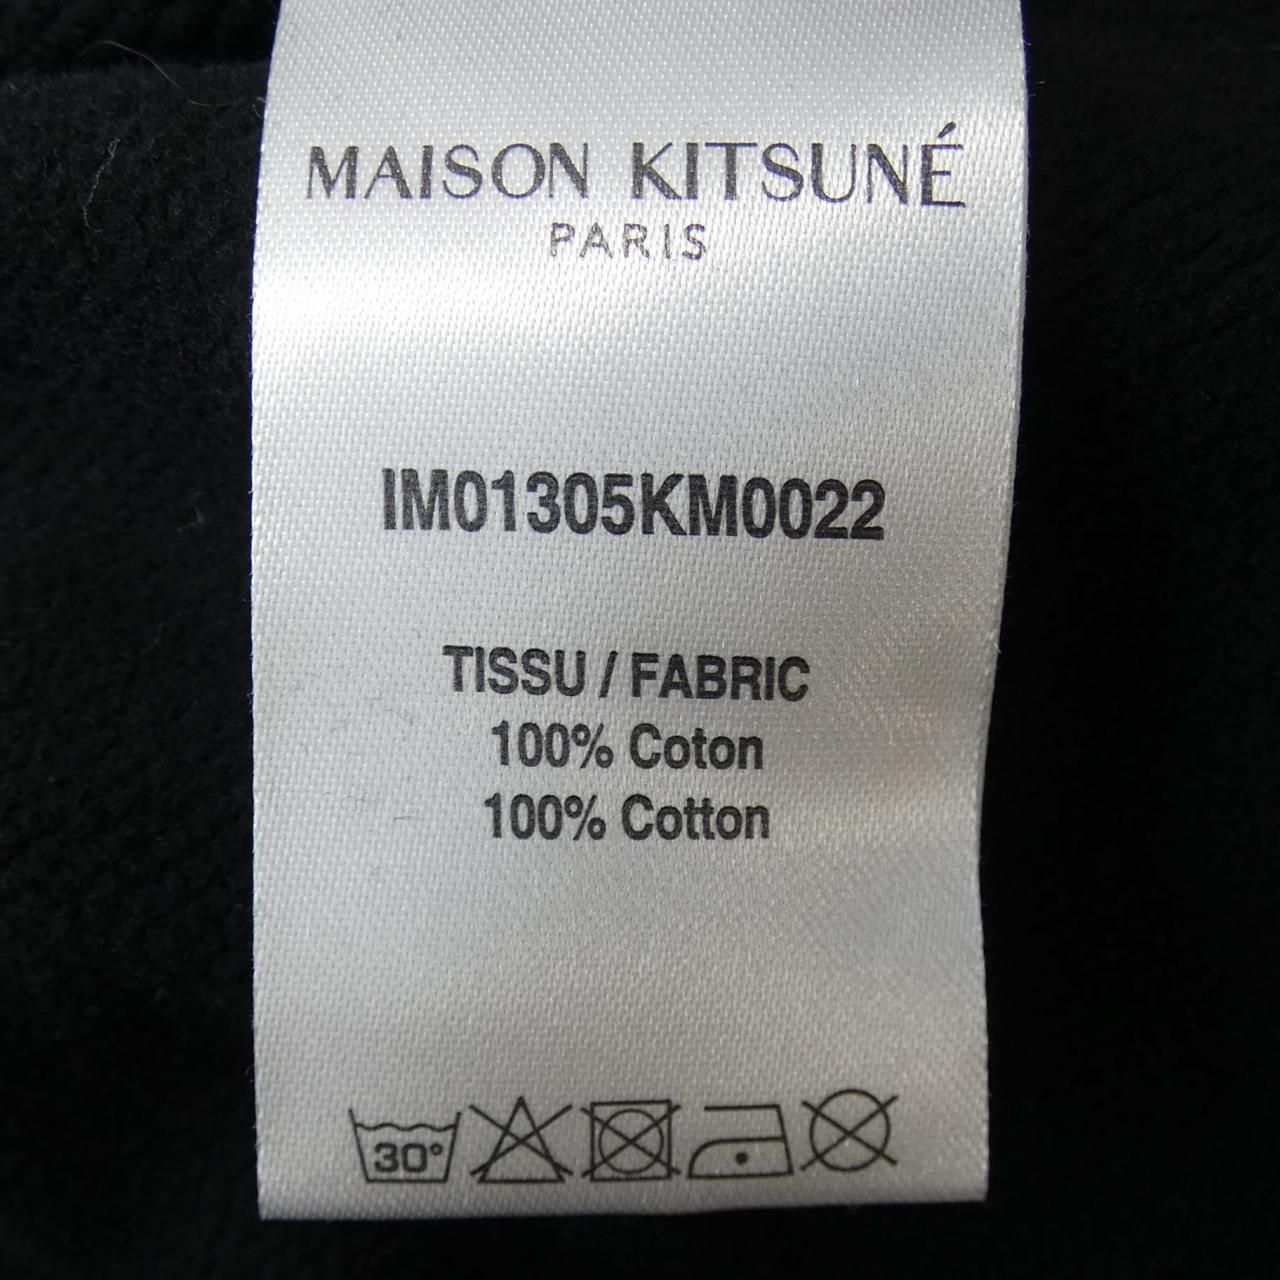 MAISON KITSUNÉ
PARIS
IM01305KM0022
TISSU / FABRIC
100% Coton
100% Cotton
30°